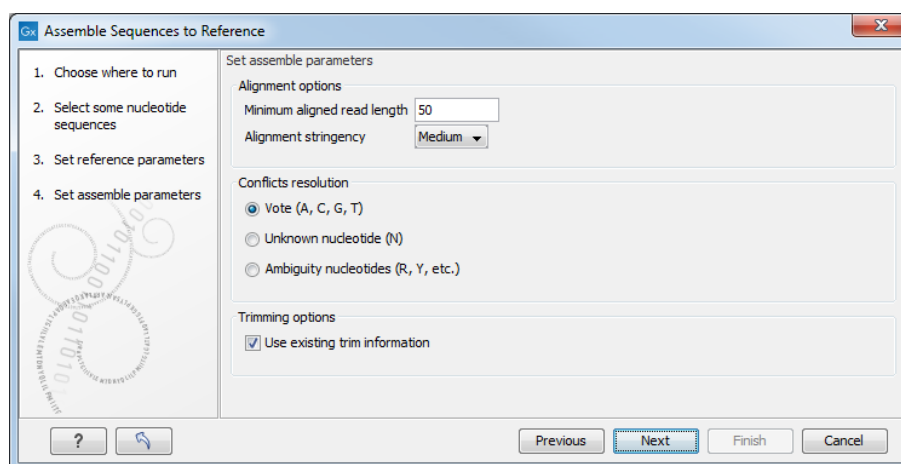 Gx Assemble Sequences to Reference
X
1. Choose where to run
2. Select some nucleotide
sequences
3. Set reference parameters
4. Set assemble parameters
Set assemble parameters
Alignment options
Minimum aligned read length 50
Alignment stringency Medium
Conflicts resolution
Vote (A, C, G, T)
Unknown nucleotide (N)
Ambiguity nucleotides (R, Y, etc.)
Trimming options
Use existing trim information
? Previous Next Finish Cancel